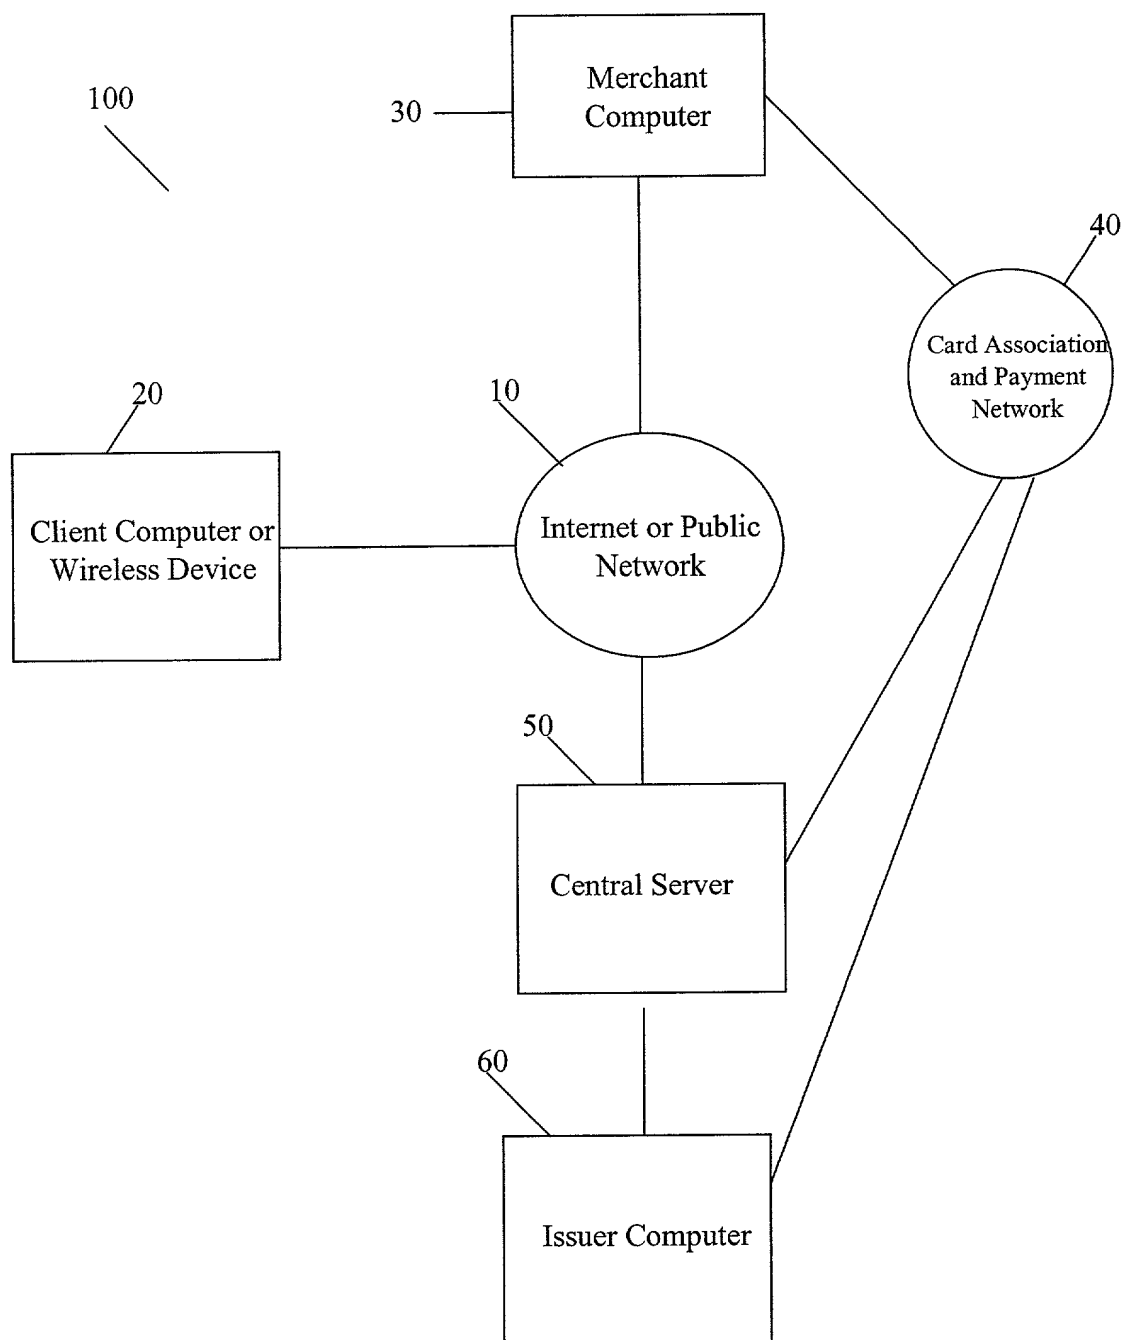 Merchant
Computer
100
30
40
Card Association
and Payment
Network
20
10
Client Computer or
Wireless Device
Internet or Public
Network
50
Central Server
60
Issuer Computer